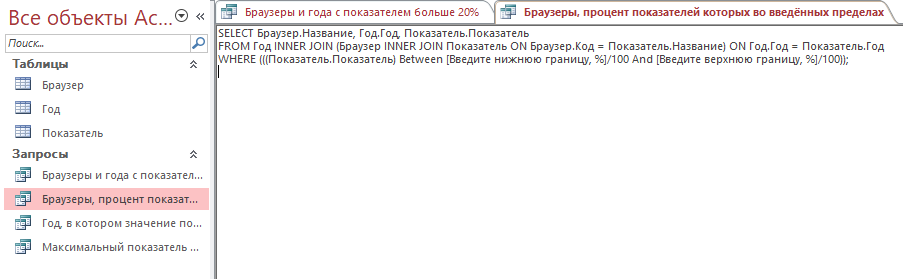 Все объекты Ac...
Поиск...
Таблицы
Браузер
Год
Показатель
Запросы
Браузеры и года с показател...
Браузеры, процент показат...
Год, в котором значение по...
Максимальный показатель ...
Браузеры и года с показателем больше 20%
Браузеры, процент показателей которых во введённых пределах
SELECT Браузер.Название, Год.Год, Показатель.Показатель
FROM Год INNER JOIN (Браузер INNER JOIN Показатель ON Браузер.Код = Показатель.Название) ON Год.Год = Показатель.Год
WHERE (((Показатель.Показатель) Between [Введите нижнюю границу, %]/100 And [Введите верхнюю границу, %]/100));